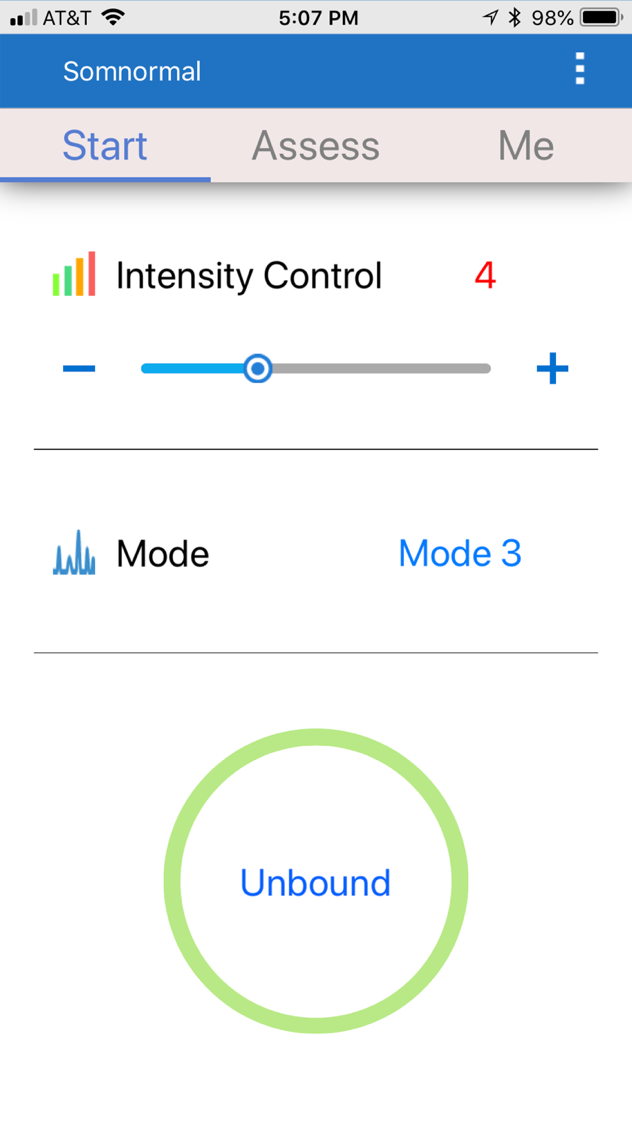 AT&T 5:07 PM 98%
Somnormal
Start Assess Me
Intensity Control 4
Mode Mode 3
Unbound